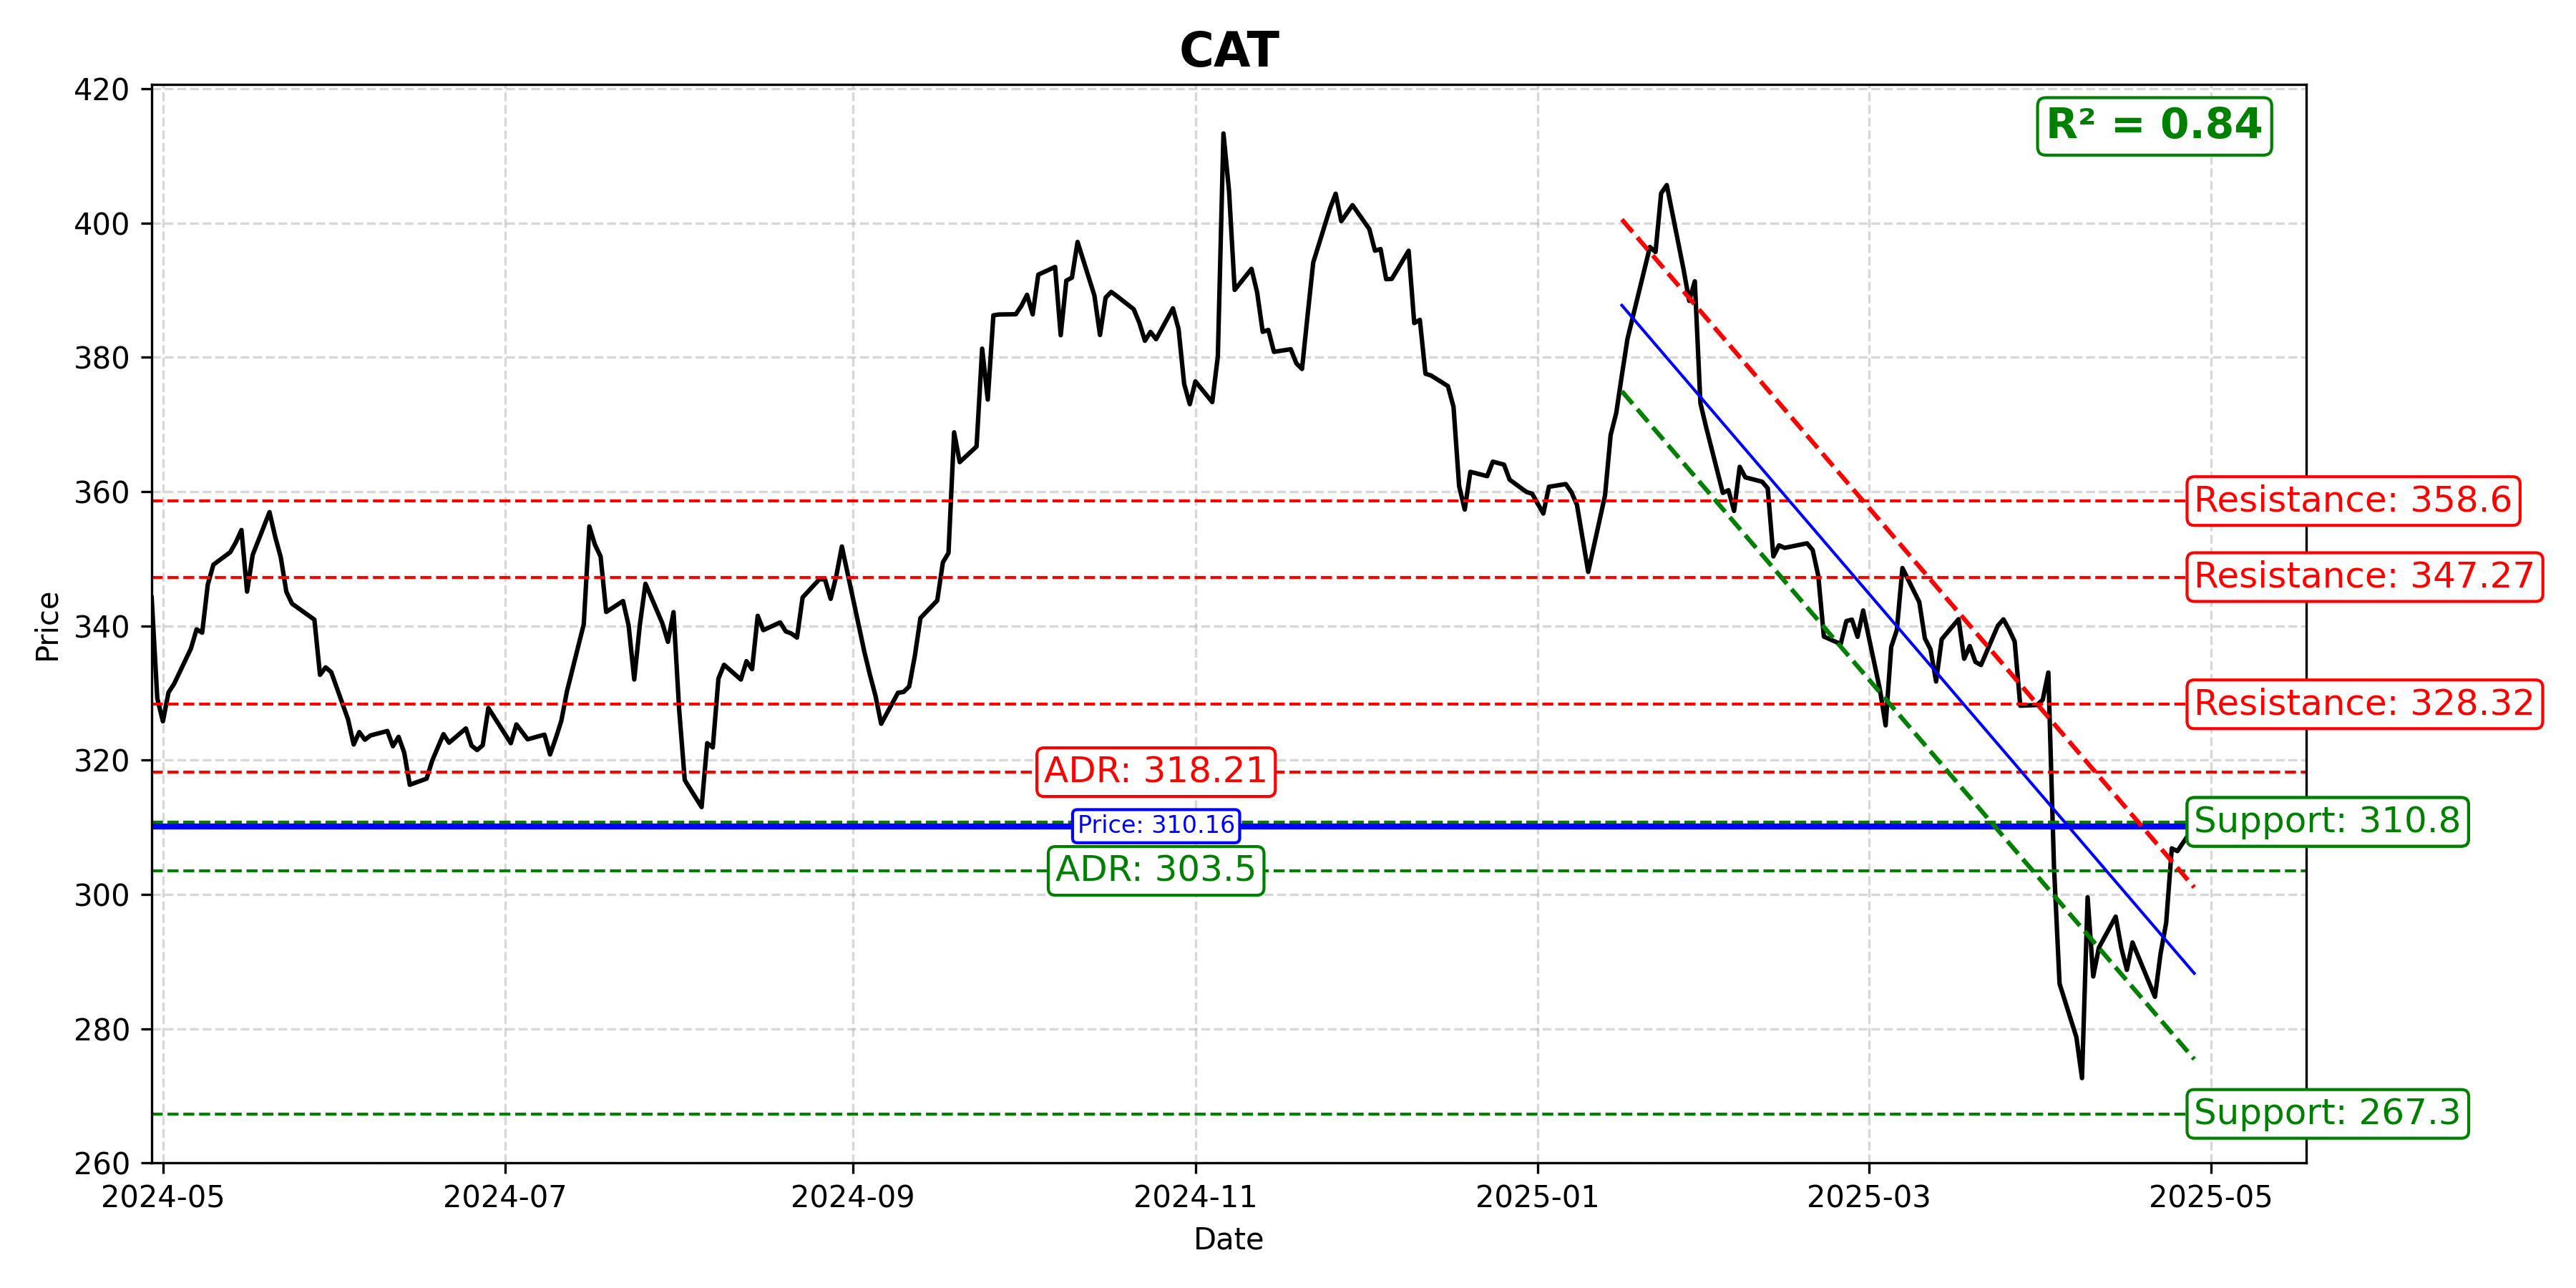 CAT
R² = 0.84
420
400
380
360
340
320
300
280
260
Price
Resistance: 358.6
Resistance: 347.27
Resistance: 328.32
ADR: 318.21
Price: 310.16
Support: 310.8
ADR: 303.5
Support: 267.3
2024-05
2024-07
2024-09
2024-11
2025-01
2025-03
2025-05
Date